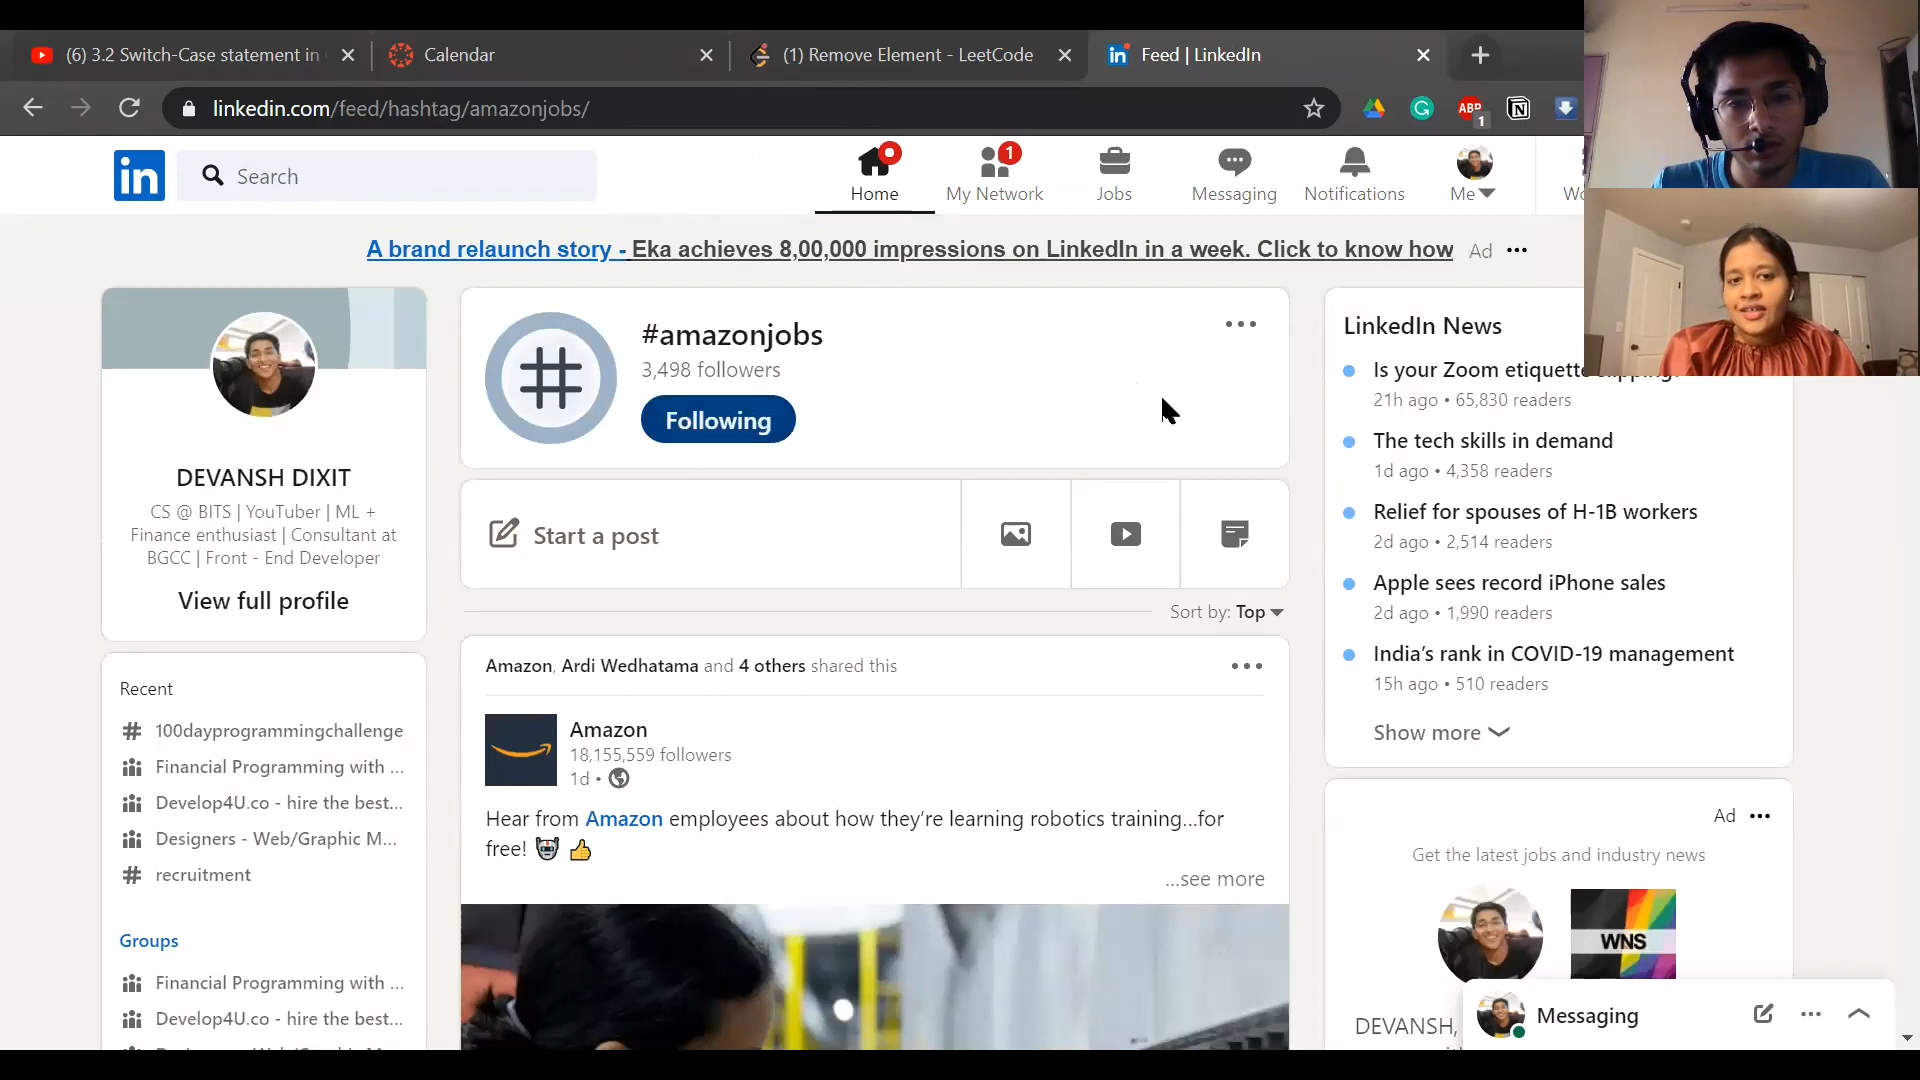 (6) 3.2 Switch-Case statement in
Calendar
(1) Remove Element - LeetCode
Feed | LinkedIn
linkedin.com/feed/hashtag/amazonjobs/
ABP
1
in
Search
Home
1
My Network
Jobs
Messaging
Notifications
Me
A brand relaunch story - Eka achieves 8,00,000 impressions on LinkedIn in a week. Click to know how
Ad
DEVANSH DIXIT
CS @ BITS | YouTuber | ML +
Finance enthusiast | Consultant at
BGCC | Front - End Developer
View full profile
Recent
# 100dayprogrammingchallenge
Financial Programming with ...
Develop4U.co - hire the best...
Designers - Web/Graphic M...
# recruitment
Groups
Financial Programming with ...
Develop4U.co - hire the best...
#amazonjobs
3,498 followers
Following
Start a post
Sort by: Top
Amazon, Ardi Wedhatama and 4 others shared this
Amazon
18,155,559 followers
1d •
Hear from Amazon employees about how they’re learning robotics training...for
free! 🤖 👍
...see more
LinkedIn News
Is your Zoom etiquette
21h ago • 65,830 readers
The tech skills in demand
1d ago • 4,358 readers
Relief for spouses of H-1B workers
2d ago • 2,514 readers
Apple sees record iPhone sales
2d ago • 1,990 readers
India’s rank in COVID-19 management
15h ago • 510 readers
Show more
Ad
Get the latest jobs and industry news
WNS
DEVANSH,
Messaging